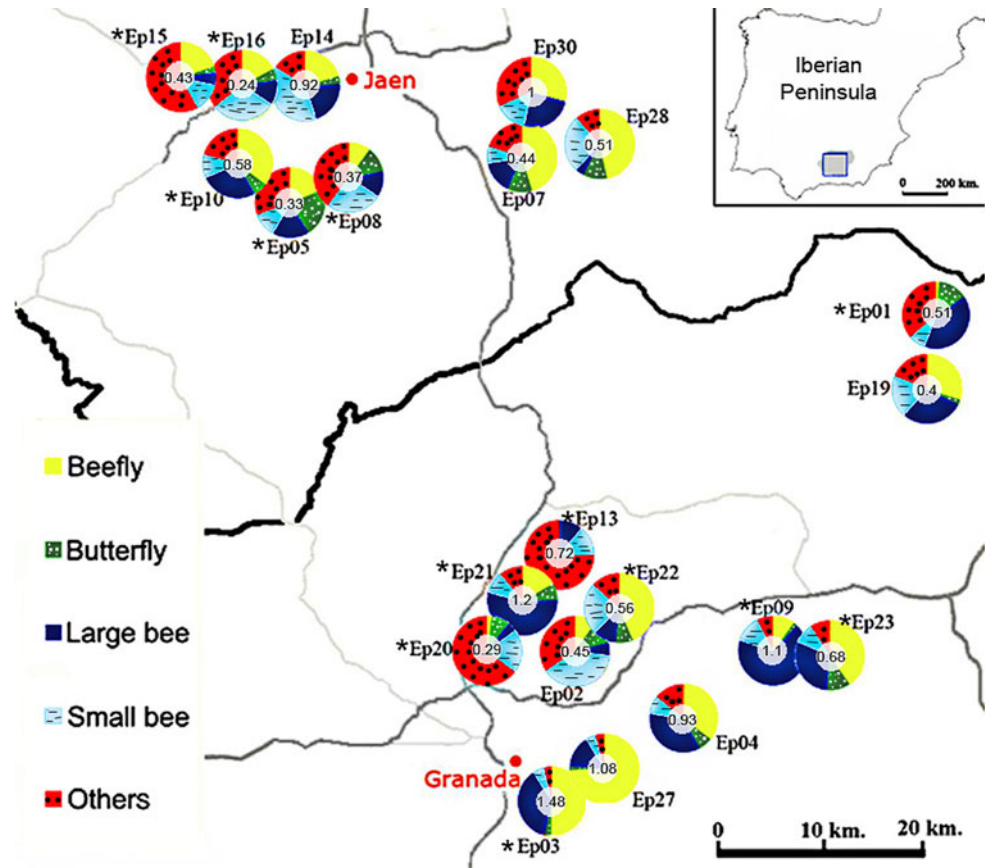 *Ep15
*Ep16
Ep14
0.43
0.24
0.92
Jaen
Ep30
1
Ep28
0.51
0.44
Ep07
Iberian
Peninsula
0
200 km.
0.58
*Ep10
0.33
*Ep05
0.37
*Ep08
*Ep01
0.51
Ep19
0.4
Beefly
Butterfly
Large bee
Small bee
Others
*Ep13
0.72
*Ep21
1.2
*Ep22
0.56
*Ep20
0.29
0.45
Ep02
*Ep09
1.1
*Ep23
0.68
0.93
Ep04
Granada
1.08
Ep27
1.48
*Ep03
0
10 km.
20 km.